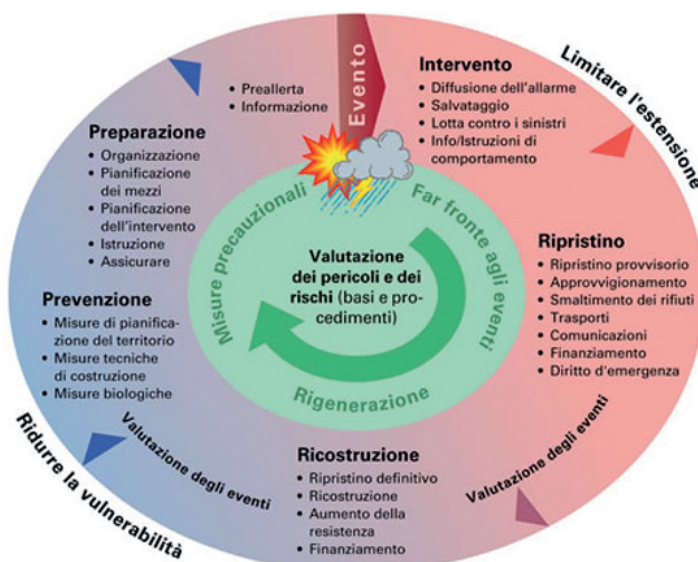 Evento
Intervento
• Diffusione dell'allarme
• Salvataggio
• Lotta contro i sinistri
• Info/Istruzioni di
comportamento
Limitare l'estensione
Ripristino
• Ripristino provvisorio
• Approvvigionamento
• Smaltimento dei rifiuti
• Trasporti
• Comunicazioni
• Finanziamento
• Diritto d'emergenza
Valutazione degli eventi
Ricostruzione
• Ripristino definitivo
• Ricostruzione
• Aumento della
resistenza
• Finanziamento
Valutazione degli eventi
Ridurre la vulnerabilità
Prevenzione
• Misure di pianifica-
zione del territorio
• Misure tecniche
di costruzione
• Misure biologiche
Preparazione
• Organizzazione
• Pianificazione
dei mezzi
• Pianificazione
dell'intervento
• Istruzione
• Assicurare
• Preallerta
• Informazione
Misure precauzionali
Far fronte agli eventi
Rigenerazione
Valutazione
dei pericoli e dei
rischi (basi e pro-
cedimenti)